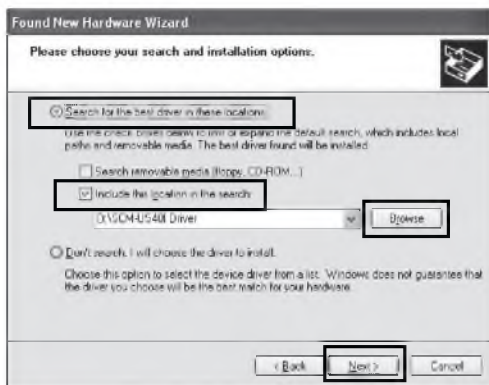 Found New Hardware Wizard
Please choose your search and installation options.
Search for the best driver in these locations.
Use the check boxes below to limit or expand the default search, which includes local
paths and removable media. The best driver found will be installed.
Search removable media (floppy, CD-ROM...)
Include this location in the search:
D:\SCM-US40I Driver
Browse
Don't search. I will choose the driver to install.
Choose this option to select the device driver from a list. Windows does not guarantee that
the driver you choose will be the best match for your hardware.
< Back
Next >
Cancel